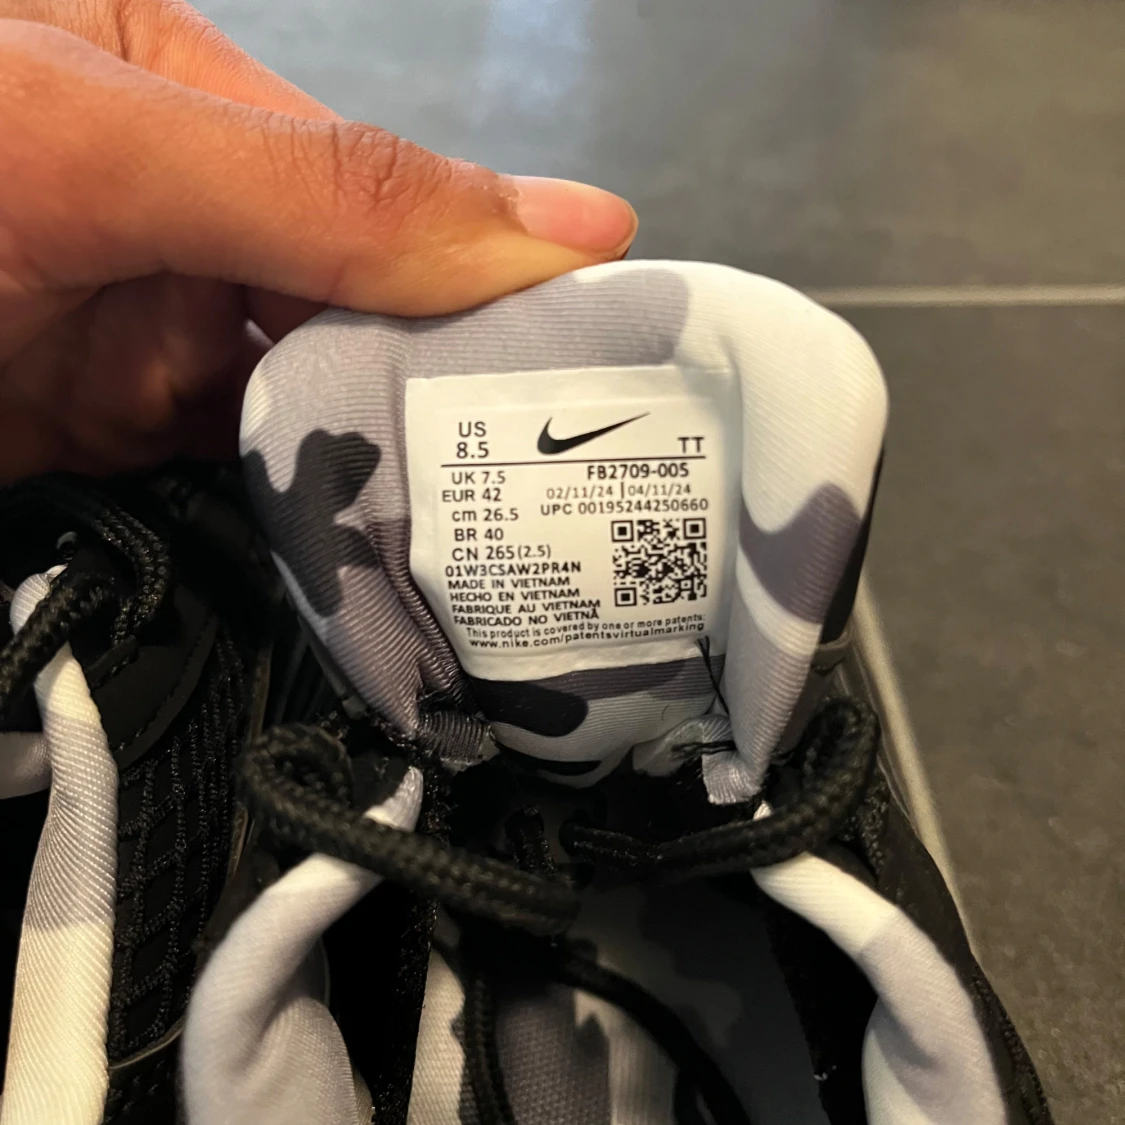 US
8.5
TT
UK 7.5
FB2709-005
EUR 42
02/11/24 | 04/11/24
cm 26.5
UPC 00195244250660
BR 40
CN 265(2.5)
01W3CSAW2PR4N
MADE IN VIETNAM
HECHO EN VIETNAM
FABRIQUE AU VIETNAM
FABRICADO NO VIETNÃ
This product is covered by one or more patents:
www.nike.com/patentsvirtualmarking